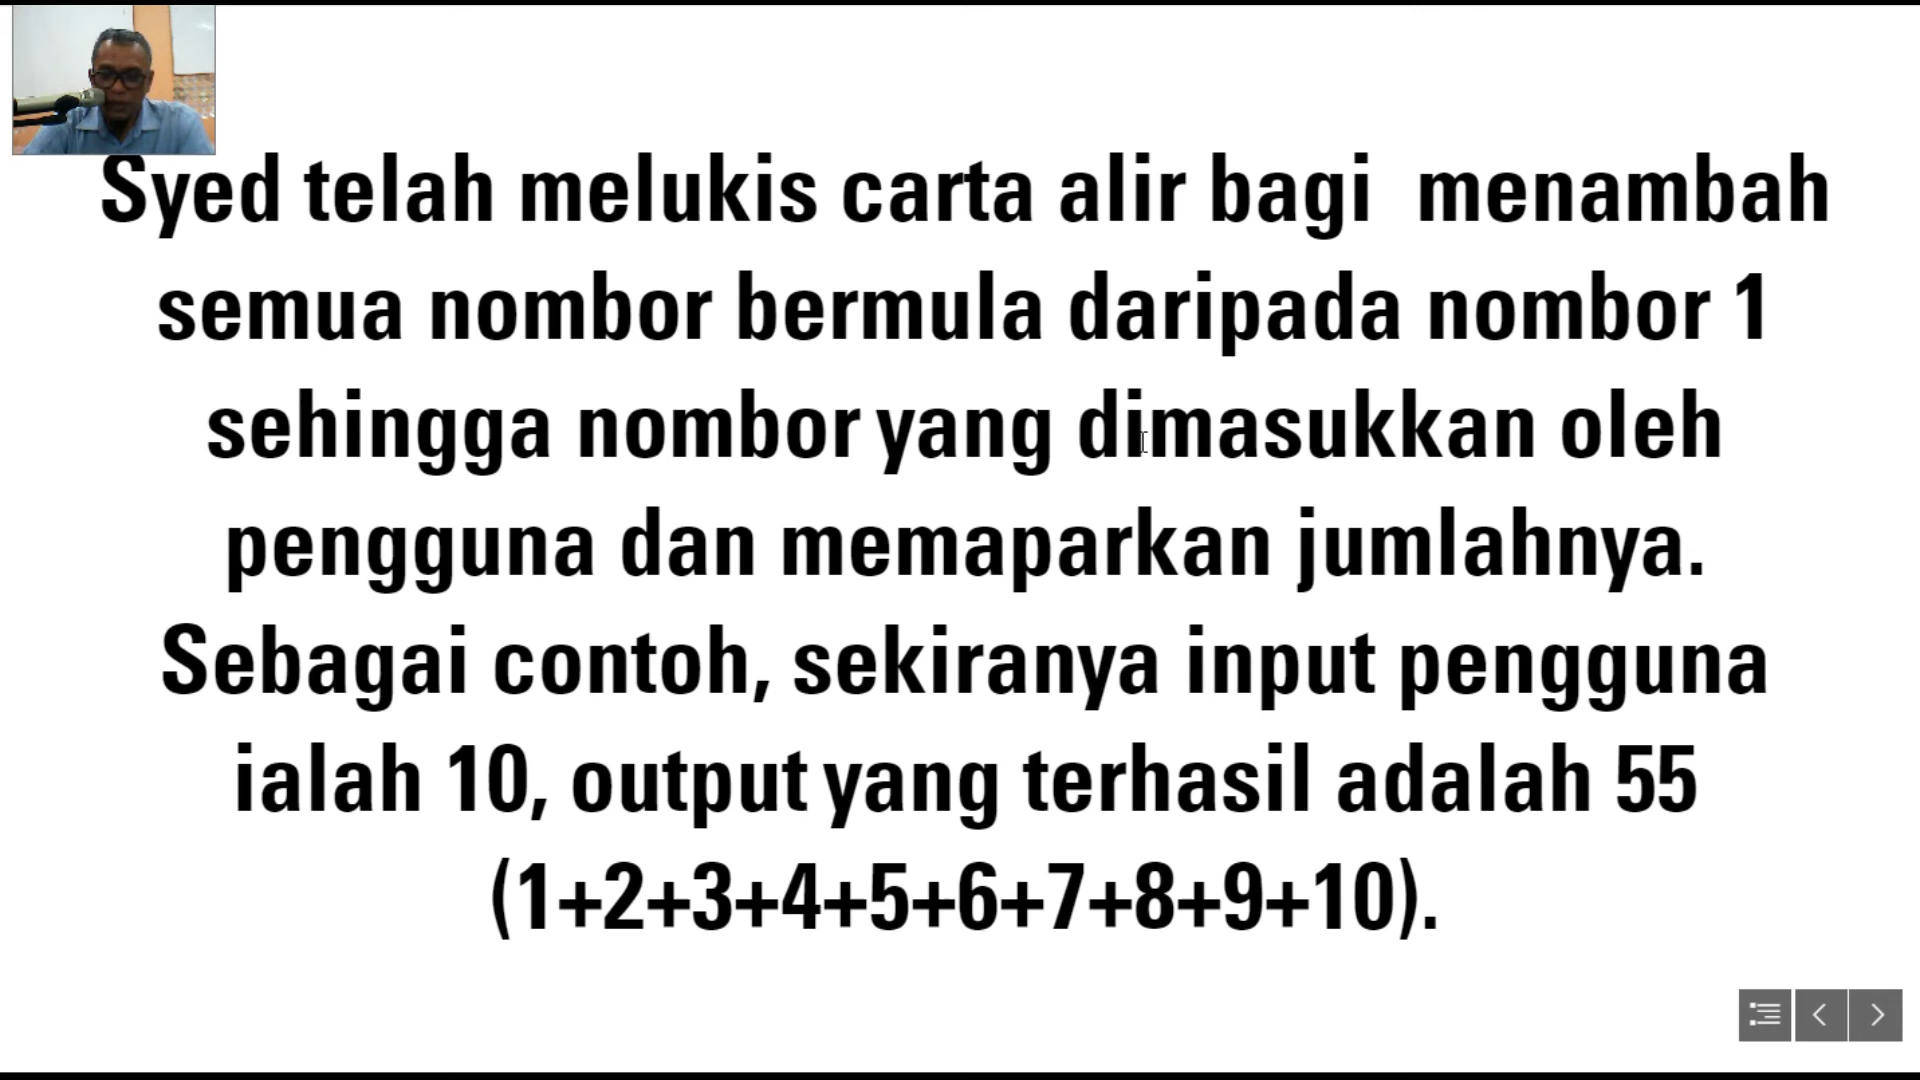 Syed telah melukis carta alir bagi  menambah
semua nombor bermula daripada nombor 1
sehingga nombor yang dimasukkan oleh
pengguna dan memaparkan jumlahnya.
Sebagai contoh, sekiranya input pengguna
ialah 10, output yang terhasil adalah 55
(1+2+3+4+5+6+7+8+9+10).